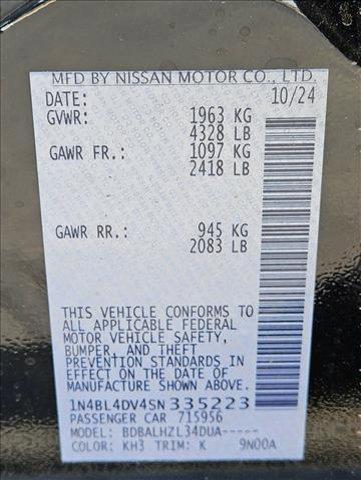 MFD BY NISSAN MOTOR CO., LTD.
DATE: 10/24
GVWR: 1963 KG
4328 LB
GAWR FR.: 1097 KG
2418 LB
GAWR RR.: 945 KG
2083 LB
THIS VEHICLE CONFORMS TO
ALL APPLICABLE FEDERAL
MOTOR VEHICLE SAFETY,
BUMPER, AND THEFT
PREVENTION STANDARDS IN
EFFECT ON THE DATE OF
MANUFACTURE SHOWN ABOVE.
1N4BL4DV4SN335223
PASSENGER CAR 715956
MODEL: BDBALHZL34DUA-----
COLOR: KH3 TRIM: K 9N00A